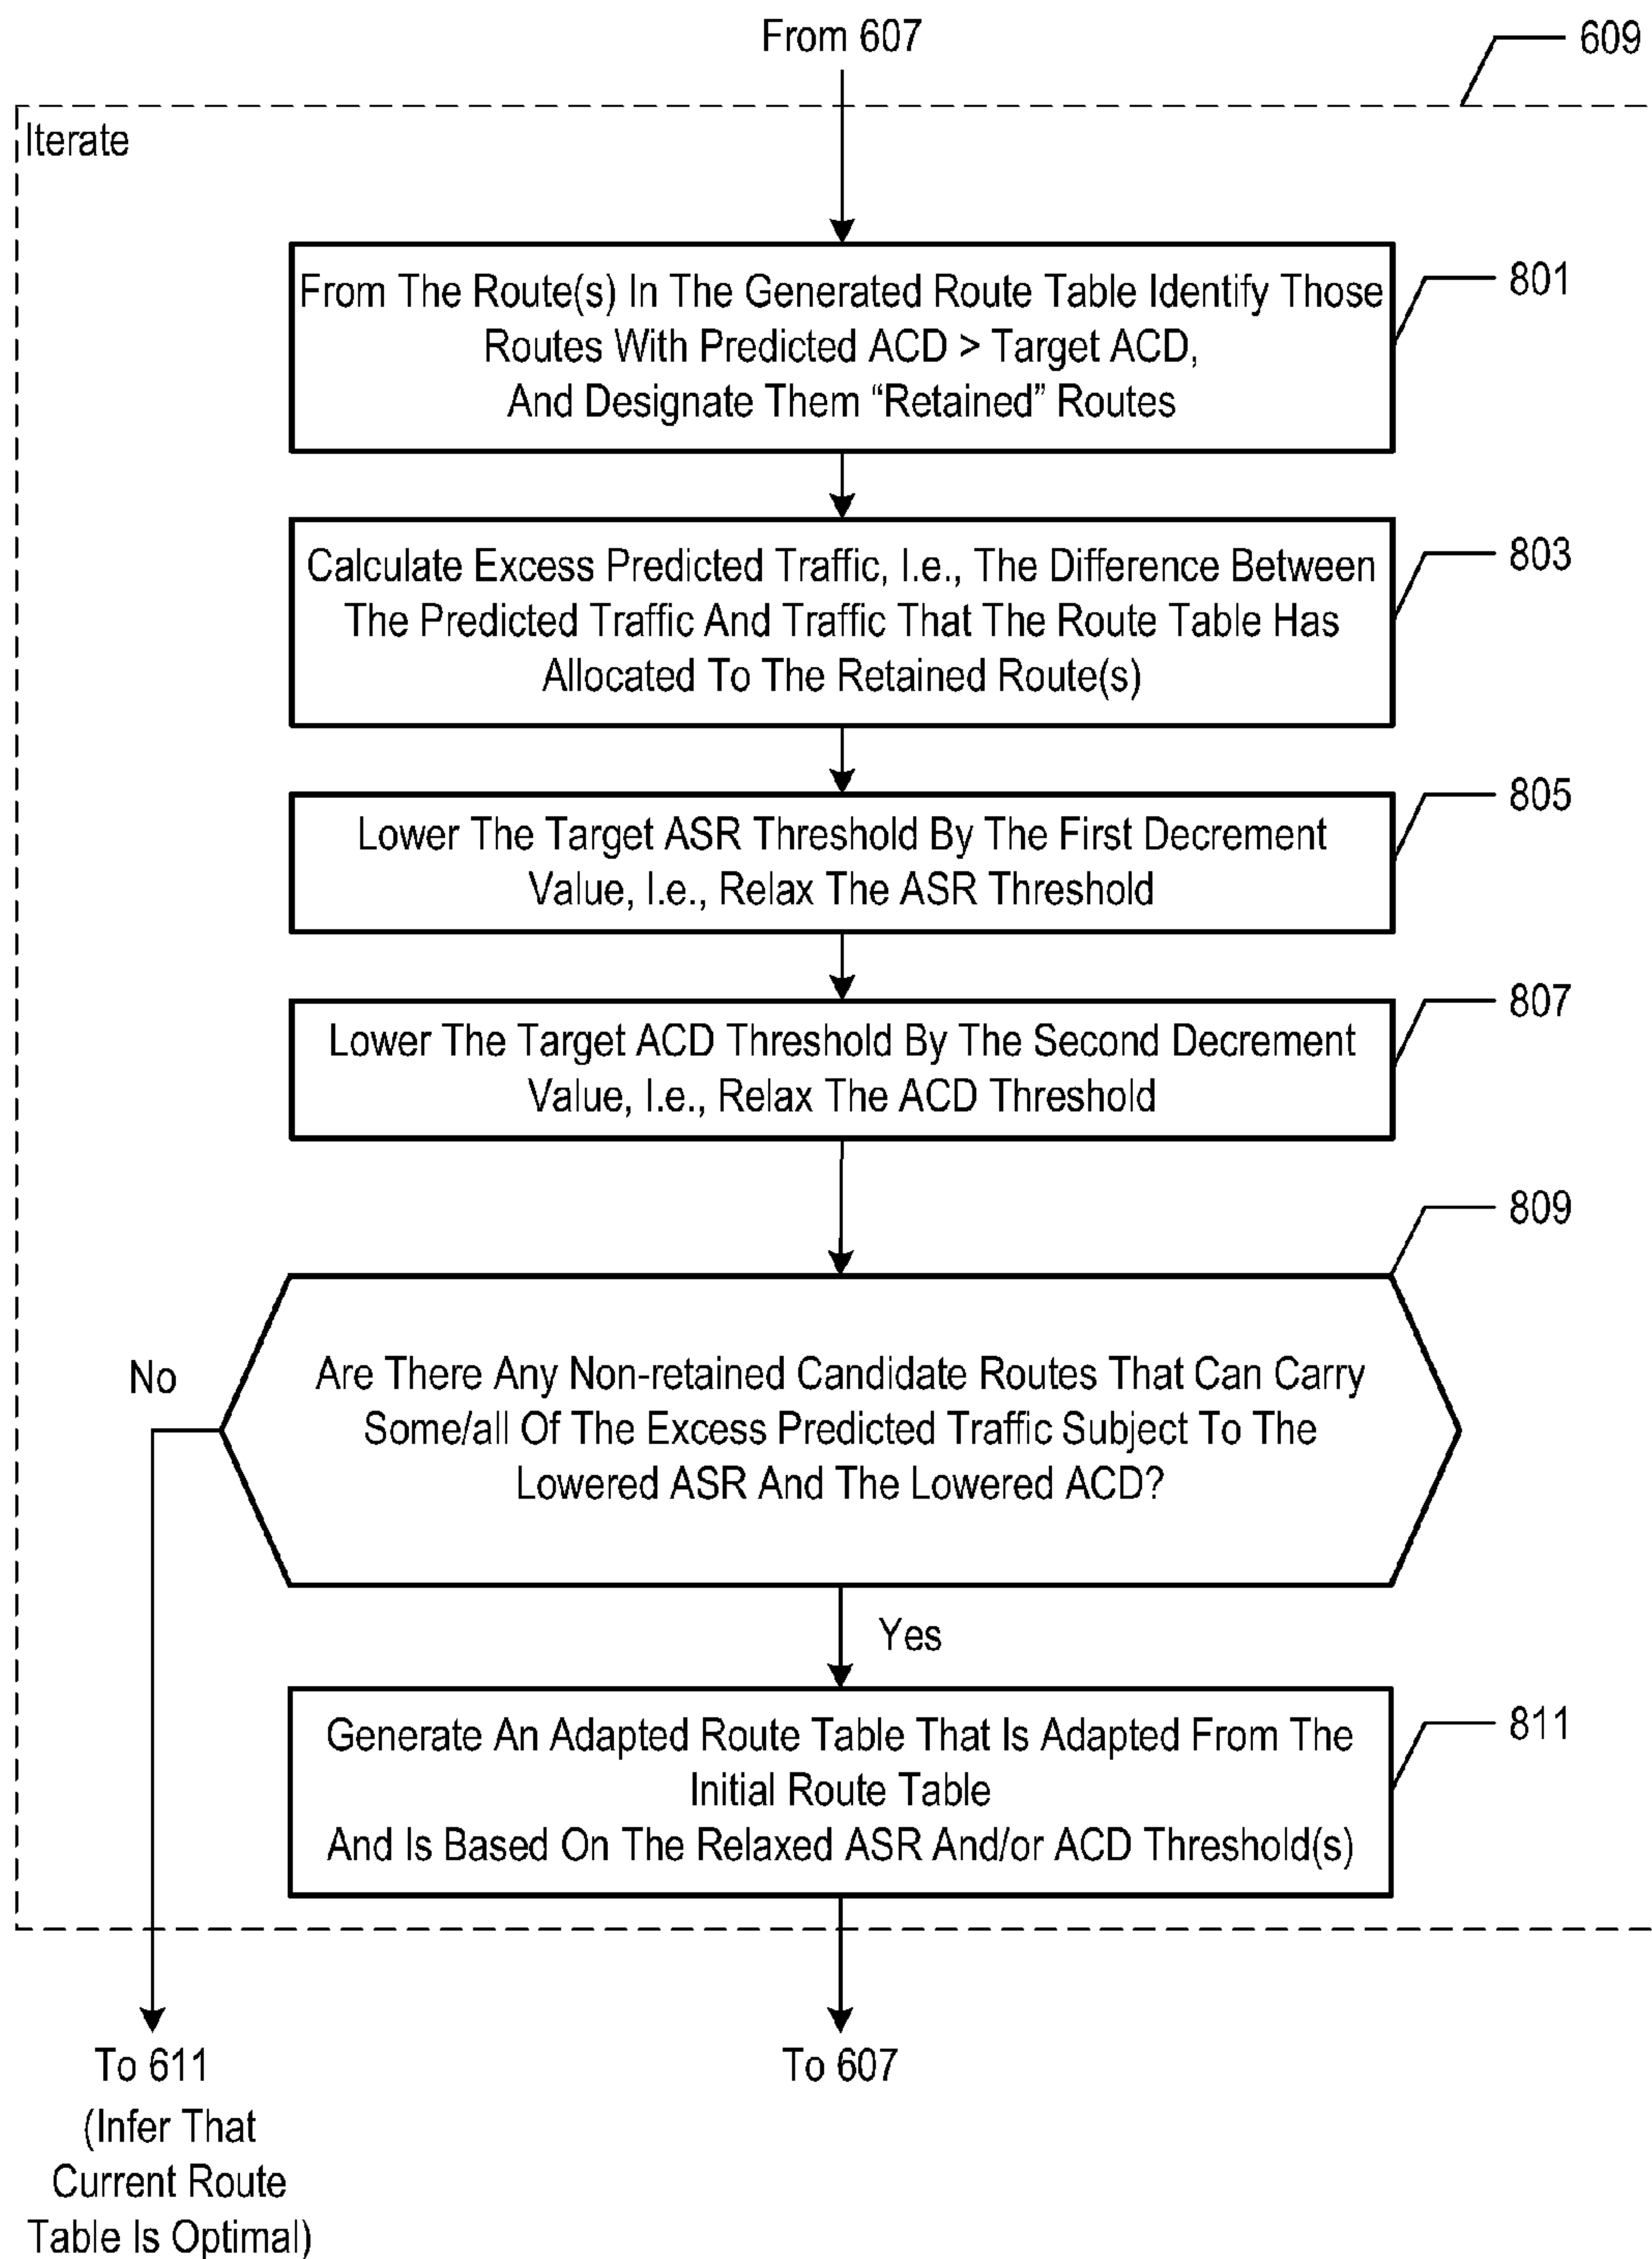 From 607
609
Iterate
From The Route(s) In The Generated Route Table Identify Those
Routes With Predicted ACD > Target ACD,
And Designate Them “Retained” Routes
801
Calculate Excess Predicted Traffic, I.e., The Difference Between
The Predicted Traffic And Traffic That The Route Table Has
Allocated To The Retained Route(s)
803
Lower The Target ASR Threshold By The First Decrement
Value, I.e., Relax The ASR Threshold
805
Lower The Target ACD Threshold By The Second Decrement
Value, I.e., Relax The ACD Threshold
807
809
No
Are There Any Non-retained Candidate Routes That Can Carry
Some/all Of The Excess Predicted Traffic Subject To The
Lowered ASR And The Lowered ACD?
Yes
Generate An Adapted Route Table That Is Adapted From The
Initial Route Table
And Is Based On The Relaxed ASR And/or ACD Threshold(s)
811
To 611
(Infer That
Current Route
Table Is Optimal)
To 607